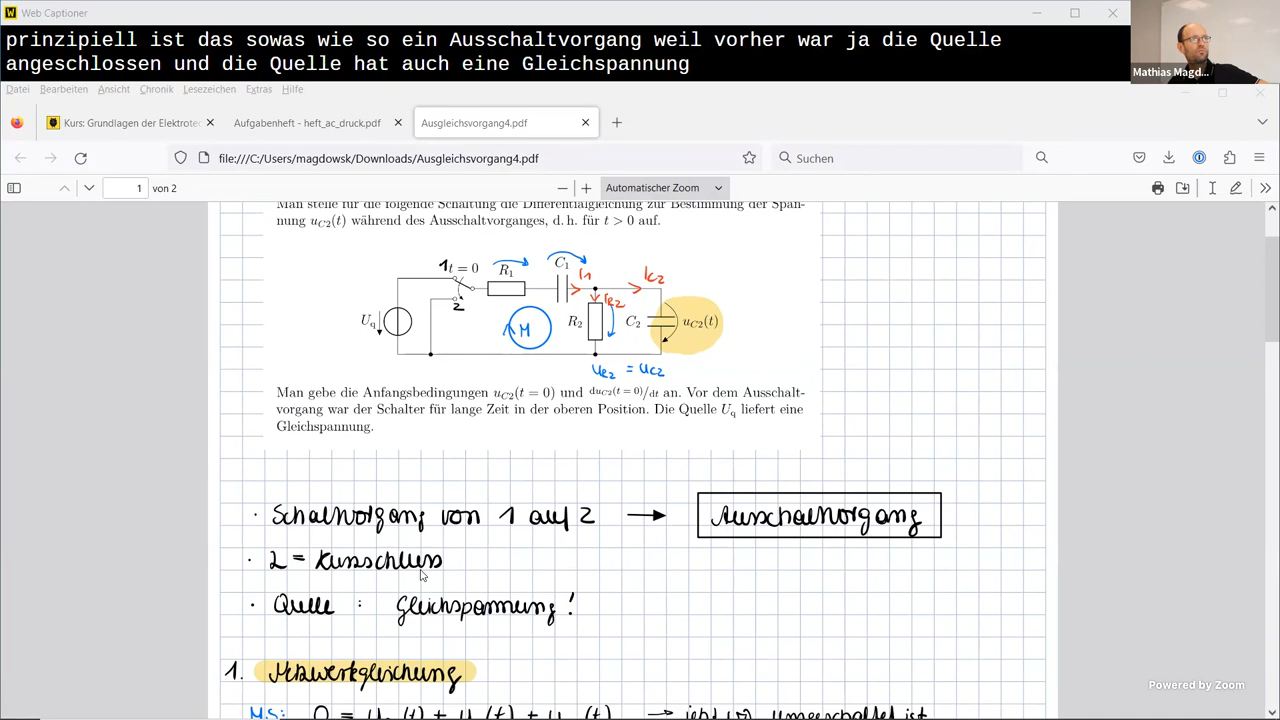 Web Captioner
prinzipiell ist das sowas wie so ein Ausschaltvorgang weil vorher war ja die Quelle
angeschlossen und die Quelle hat auch eine Gleichspannung
Mathias Magd...
Datei Bearbeiten Ansicht Chronik Lesezeichen Extras Hilfe
Kurs: Grundlagen der Elektrotec
Aufgabenheft - heft_ac_druck.pdf
Ausgleichsvorgang4.pdf
file:///C:/Users/magdowsk/Downloads/Ausgleichsvorgang4.pdf
Suchen
1 von 2
Automatischer Zoom
Man stelle für die folgende Schaltung die Differentialgleichung zur Bestimmung der Span-
nung uC2(t) während des Ausschaltvorganges, d. h. für t > 0 auf.
1 t = 0
R1
C1
I1
IC2
2
Uq
M
R2
IR2
C2
uC2(t)
uR2 = uC2
Man gebe die Anfangsbedingungen uC2(t = 0) und duC2(t=0)/dt an. Vor dem Ausschalt-
vorgang war der Schalter für lange Zeit in der oberen Position. Die Quelle Uq liefert eine
Gleichspannung.
· Schaltvorgang von 1 auf 2 → Ausschaltvorgang
· 2 = Kurzschluss
· Quelle : Gleichspannung!
1. Netzwerkgleichung
MS:
Powered by Zoom